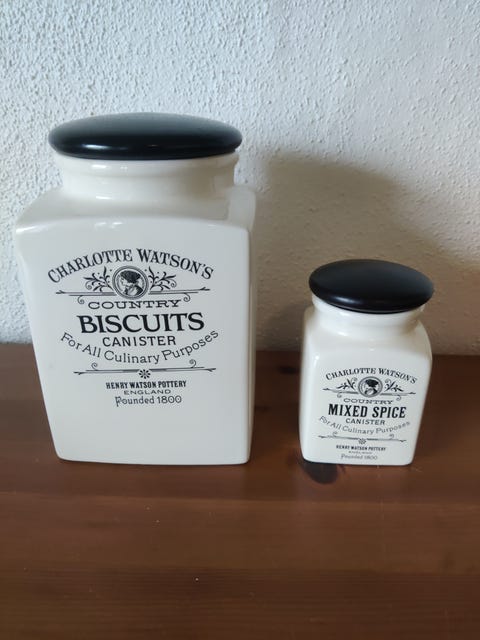 CHARLOTTE WATSON'S
COUNTRY
BISCUITS
CANISTER
For All Culinary Purposes
HENRY WATSON POTTERY
ENGLAND
Founded 1800
CHARLOTTE WATSON'S
COUNTRY
MIXED SPICE
CANISTER
For All Culinary Purposes
HENRY WATSON POTTERY
ENGLAND
Founded 1800